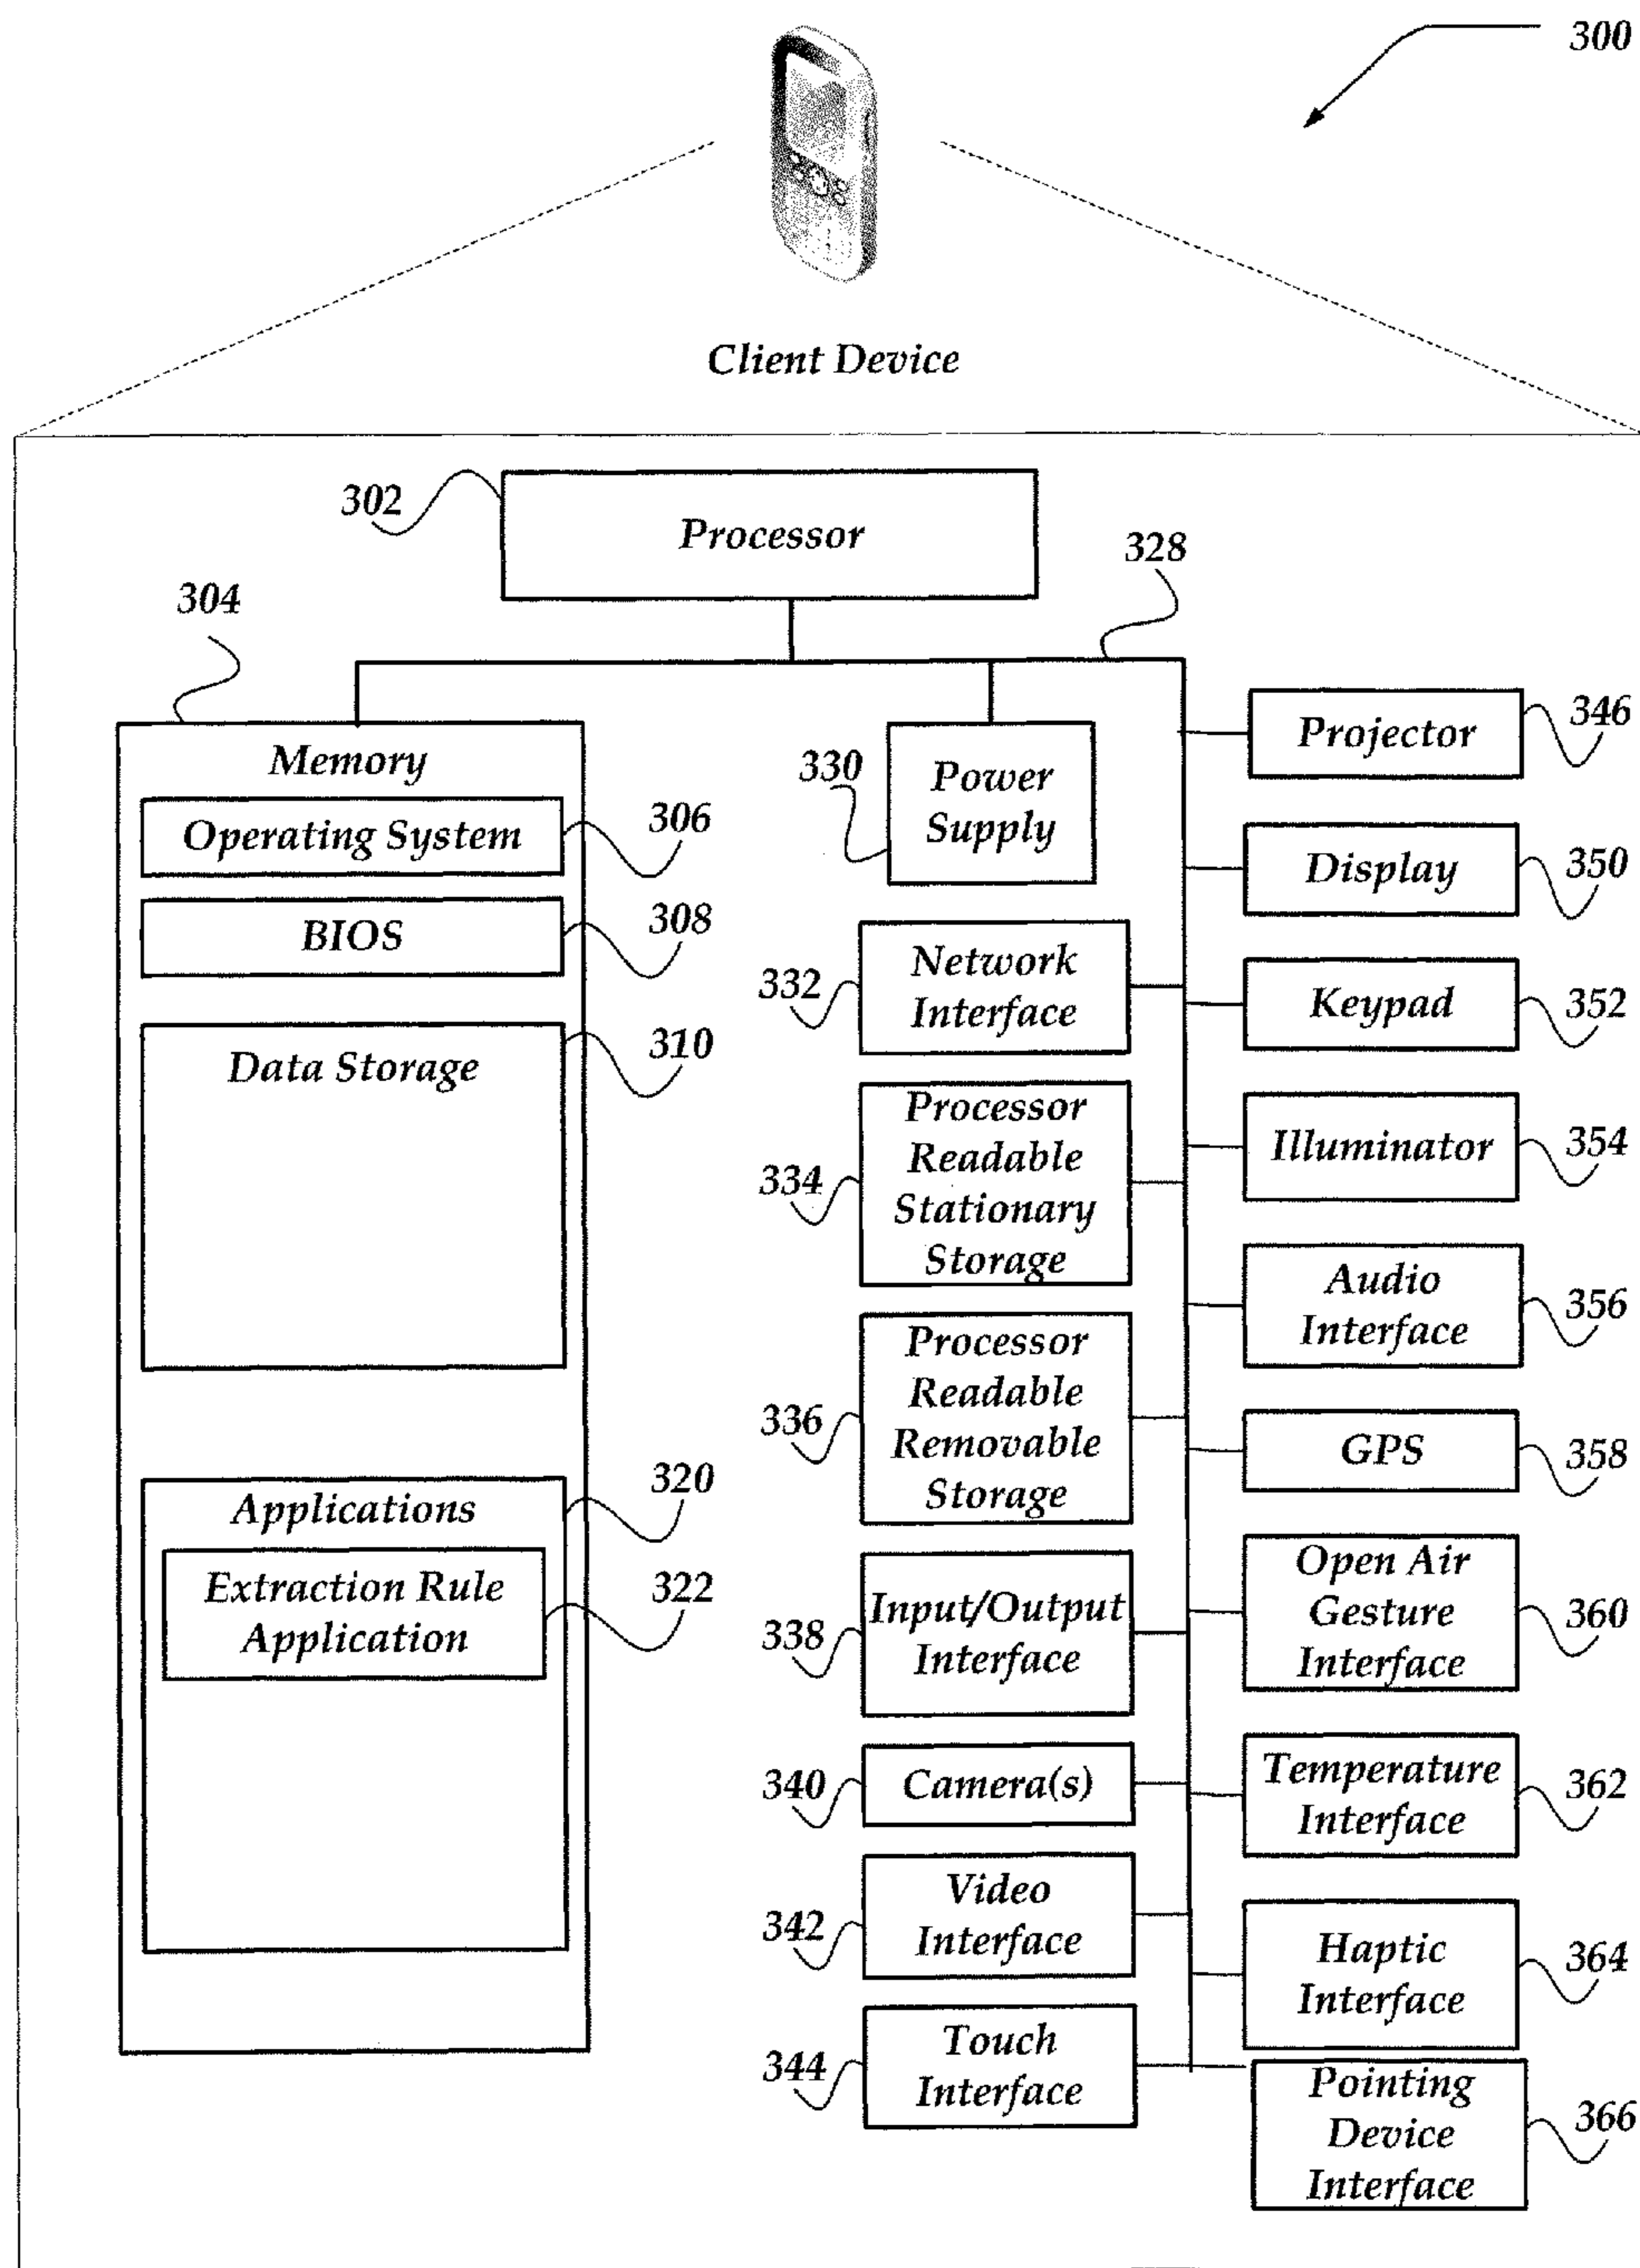 300
Client Device
302
Processor
328
304
Memory
Operating System
306
BIOS
308
Data Storage
310
Applications
320
Extraction Rule
Application
322
330
Power
Supply
332
Network
Interface
334
Processor
Readable
Stationary
Storage
336
Processor
Readable
Removable
Storage
338
Input/Output
Interface
340
Camera(s)
342
Video
Interface
344
Touch
Interface
Projector
346
Display
350
Keypad
352
Illuminator
354
Audio
Interface
356
GPS
358
Open Air
Gesture
Interface
360
Temperature
Interface
362
Haptic
Interface
364
Pointing
Device
Interface
366